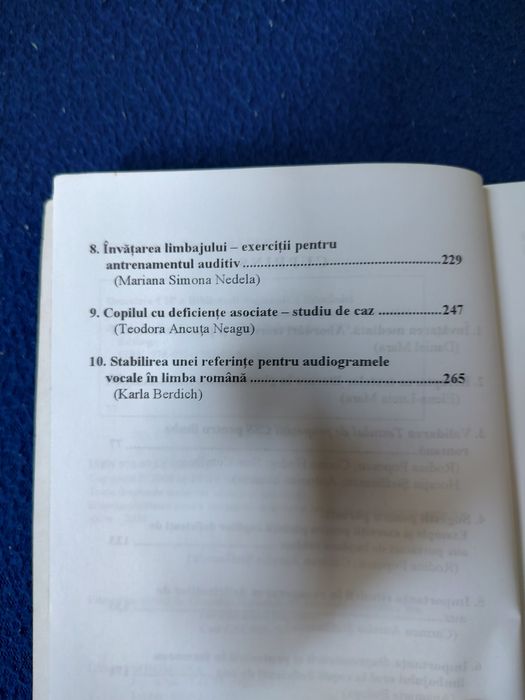 8. Învățarea limbajului – exerciții pentru
antrenamentul auditiv ......................................................229
(Mariana Simona Nedela)
9. Copilul cu deficiențe asociate – studiu de caz .................247
(Teodora Ancuța Neagu)
10. Stabilirea unei referințe pentru audiogramele
vocale în limba română .....................................................265
(Karla Berdich)